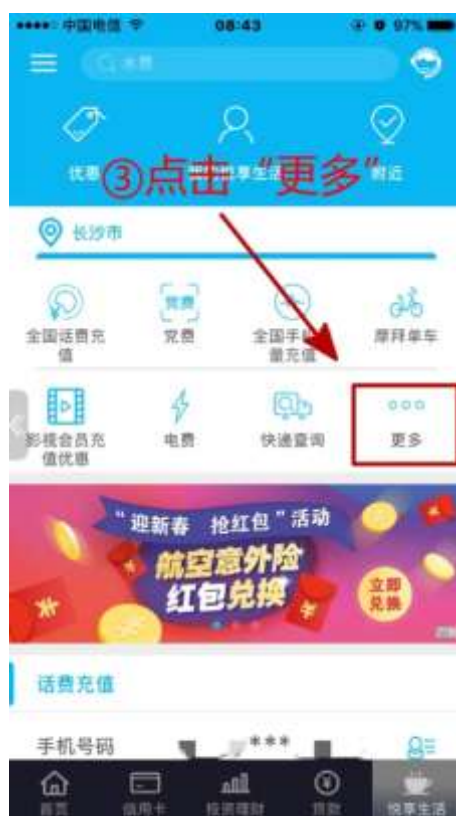 中国电信
08:43
97%
水费
优惠
享生活
附近
③点击“更多”
长沙市
全国话费充
值
党费
党费
全国手
量充值
摩拜单车
影视会员充
值优惠
电费
快递查询
更多
“迎新春 抢红包”活动
航空意外险
红包兑换
立即
兑换
话费充值
手机号码
***
首页
信用卡
投资理财
贷款
悦享生活